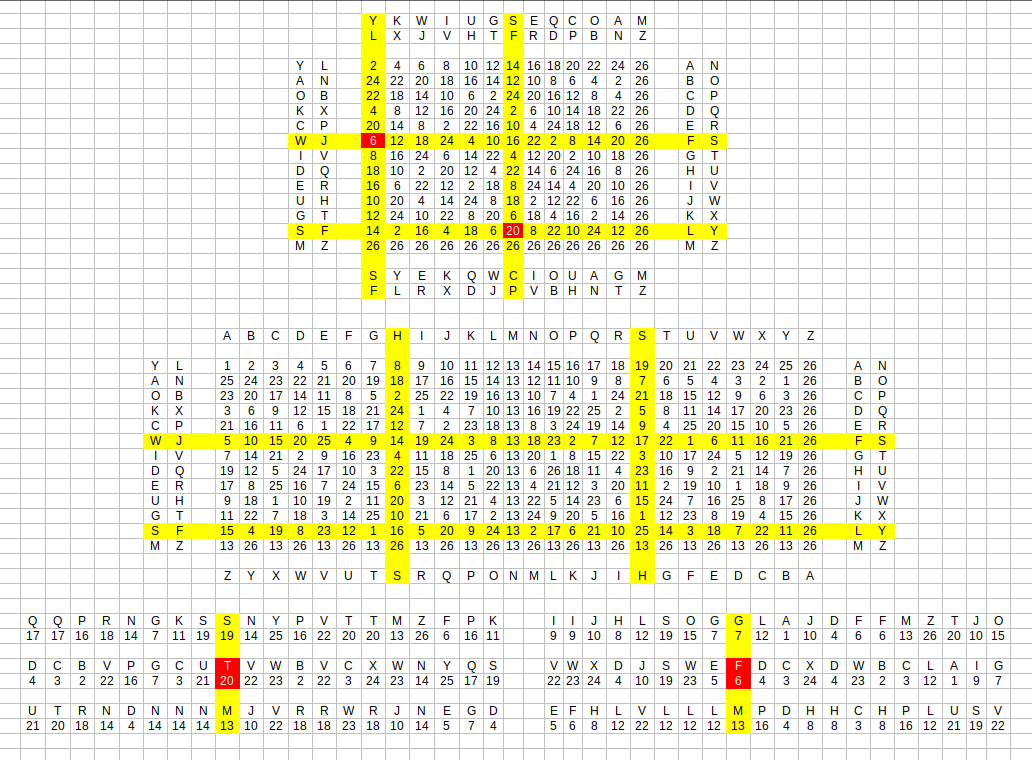 Y K W I U G S E Q C O A M
L X J V H T F R D P B N Z
Y L 2 4 6 8 10 12 14 16 18 20 22 24 26 A N
A N 24 22 20 18 16 14 12 10 8 6 4 2 26 B O
O B 22 18 14 10 6 2 24 20 16 12 8 4 26 C P
K X 4 8 12 16 20 24 2 6 10 14 18 22 26 D Q
C P 20 14 8 2 22 16 10 4 24 18 12 6 26 E R
W J 6 12 18 24 4 10 16 22 2 8 14 20 26 F S
I V 8 16 24 6 14 22 4 12 20 2 10 18 26 G T
D Q 18 10 2 20 12 4 22 14 6 24 16 8 26 H U
E R 16 6 22 12 2 18 8 24 14 4 20 10 26 I V
U H 10 20 4 14 24 8 18 2 12 22 6 16 26 J W
G T 12 24 10 22 8 20 6 18 4 16 2 14 26 K X
S F 14 2 16 4 18 6 20 8 22 10 24 12 26 L Y
M Z 26 26 26 26 26 26 26 26 26 26 26 26 26 M Z
S Y E K Q W C I O U A G M
F L R X D J P V B H N T Z
A B C D E F G H I J K L M N O P Q R S T U V W X Y Z
Y L 1 2 3 4 5 6 7 8 9 10 11 12 13 14 15 16 17 18 19 20 21 22 23 24 25 26 A N
A N 25 24 23 22 21 20 19 18 17 16 15 14 13 12 11 10 9 8 7 6 5 4 3 2 1 26 B O
O B 23 20 17 14 11 8 5 2 25 22 19 16 13 10 7 4 1 24 21 18 15 12 9 6 3 26 C P
K X 3 6 9 12 15 18 21 24 1 4 7 10 13 16 19 22 25 2 5 8 11 14 17 20 23 26 D Q
C P 21 16 11 6 1 22 17 12 7 2 23 18 13 8 3 24 19 14 9 4 25 20 15 10 5 26 E R
W J 5 10 15 20 25 4 9 14 19 24 3 8 13 18 23 2 7 12 17 22 1 6 11 16 21 26 F S
I V 7 14 21 2 9 16 23 4 11 18 25 6 13 20 1 8 15 22 3 10 17 24 5 12 19 26 G T
D Q 19 12 5 24 17 10 3 22 15 8 1 20 13 6 26 18 11 4 23 16 9 2 21 14 7 26 H U
E R 17 8 25 16 7 24 15 6 23 14 5 22 13 4 21 12 3 20 11 2 19 10 1 18 9 26 I V
U H 9 18 1 10 19 2 11 20 3 12 21 4 13 22 5 14 23 6 15 24 7 16 25 8 17 26 J W
G T 11 22 7 18 3 14 25 10 21 6 17 2 13 24 9 20 5 16 1 12 23 8 19 4 15 26 K X
S F 15 4 19 8 23 12 1 16 5 20 9 24 13 2 17 6 21 10 25 14 3 18 7 22 11 26 L Y
M Z 13 26 13 26 13 26 13 26 13 26 13 26 13 26 13 26 13 26 13 26 13 26 13 26 13 26 M Z
Z Y X W V U T S R Q P O N M L K J I H G F E D C B A
Q Q P R N G K S S N Y P V T T M Z F P K I I J H L S O G G L A J D F F M Z T J O
17 17 16 18 14 7 11 19 19 14 25 16 22 20 20 13 26 6 16 11 9 9 10 8 12 19 15 7 7 12 1 10 4 6 6 13 26 20 10 15
D C B V P G C U T V W B V C X W N Y Q S V W X D J S W E F D C X D W B C L A I G
4 3 2 22 16 7 3 21 20 22 23 2 22 3 24 23 14 25 17 19 22 23 24 4 10 19 23 5 6 4 3 24 4 23 2 3 12 1 9 7
U T R N D N N N M J V R R W R J N E G D E F H L V L L L M P D H H C H P L U S V
21 20 18 14 4 14 14 14 13 10 22 18 18 23 18 10 14 5 7 4 5 6 8 12 22 12 12 12 13 16 4 8 8 3 8 16 12 21 19 22